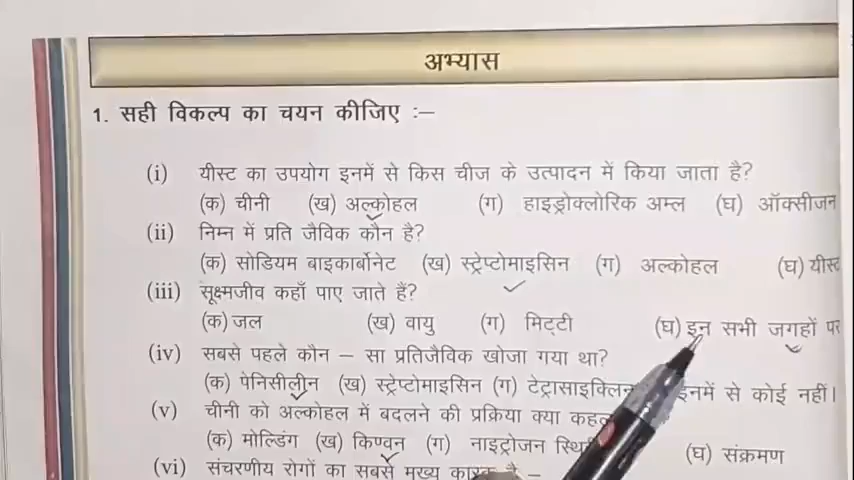 अभ्यास
1. सही विकल्प का चयन कीजिए :–
(i) यीस्ट का उपयोग इनमें से किस चीज के उत्पादन में किया जाता है?
(क) चीनी (ख) अल्कोहल (ग) हाइड्रोक्लोरिक अम्ल (घ) ऑक्सीजन
(ii) निम्न में प्रति जैविक कौन है?
(क) सोडियम बाइकार्बोनेट (ख) स्ट्रेप्टोमाइसिन (ग) अल्कोहल (घ) यीस्ट
(iii) सूक्ष्मजीव कहाँ पाए जाते हैं?
(क) जल (ख) वायु (ग) मिट्टी (घ) इन सभी जगहों पर
(iv) सबसे पहले कौन – सा प्रतिजैविक खोजा गया था?
(क) पेनिसीलीन (ख) स्ट्रेप्टोमाइसिन (ग) टेट्रासाइक्लिन इनमें से कोई नहीं।
(v) चीनी को अल्कोहल में बदलने की प्रक्रिया क्या
(क) मोल्डिंग (ख) किण्वन (ग) नाइट्रोजन (घ) संक्रमण
(vi) संचरणीय रोगों का सबसे मुख्य